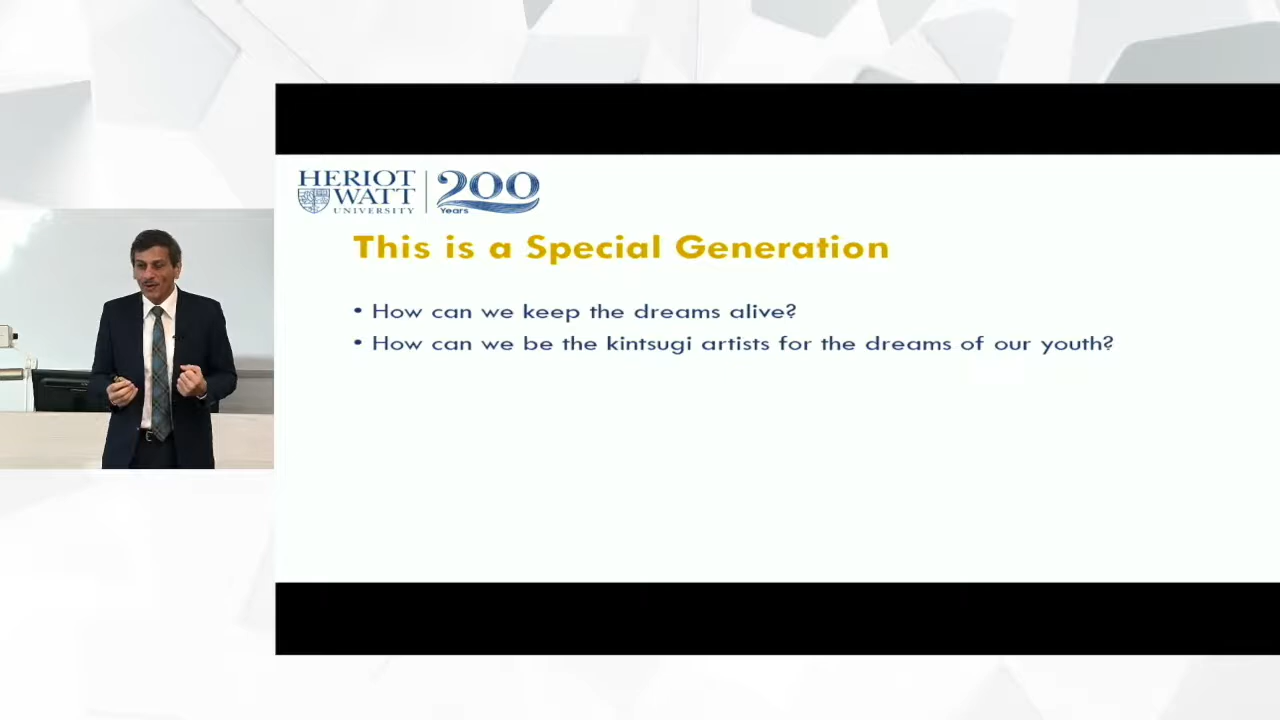 HERIOT
WATT
UNIVERSITY
200
Years
This is a Special Generation
• How can we keep the dreams alive?
• How can we be the kintsugi artists for the dreams of our youth?